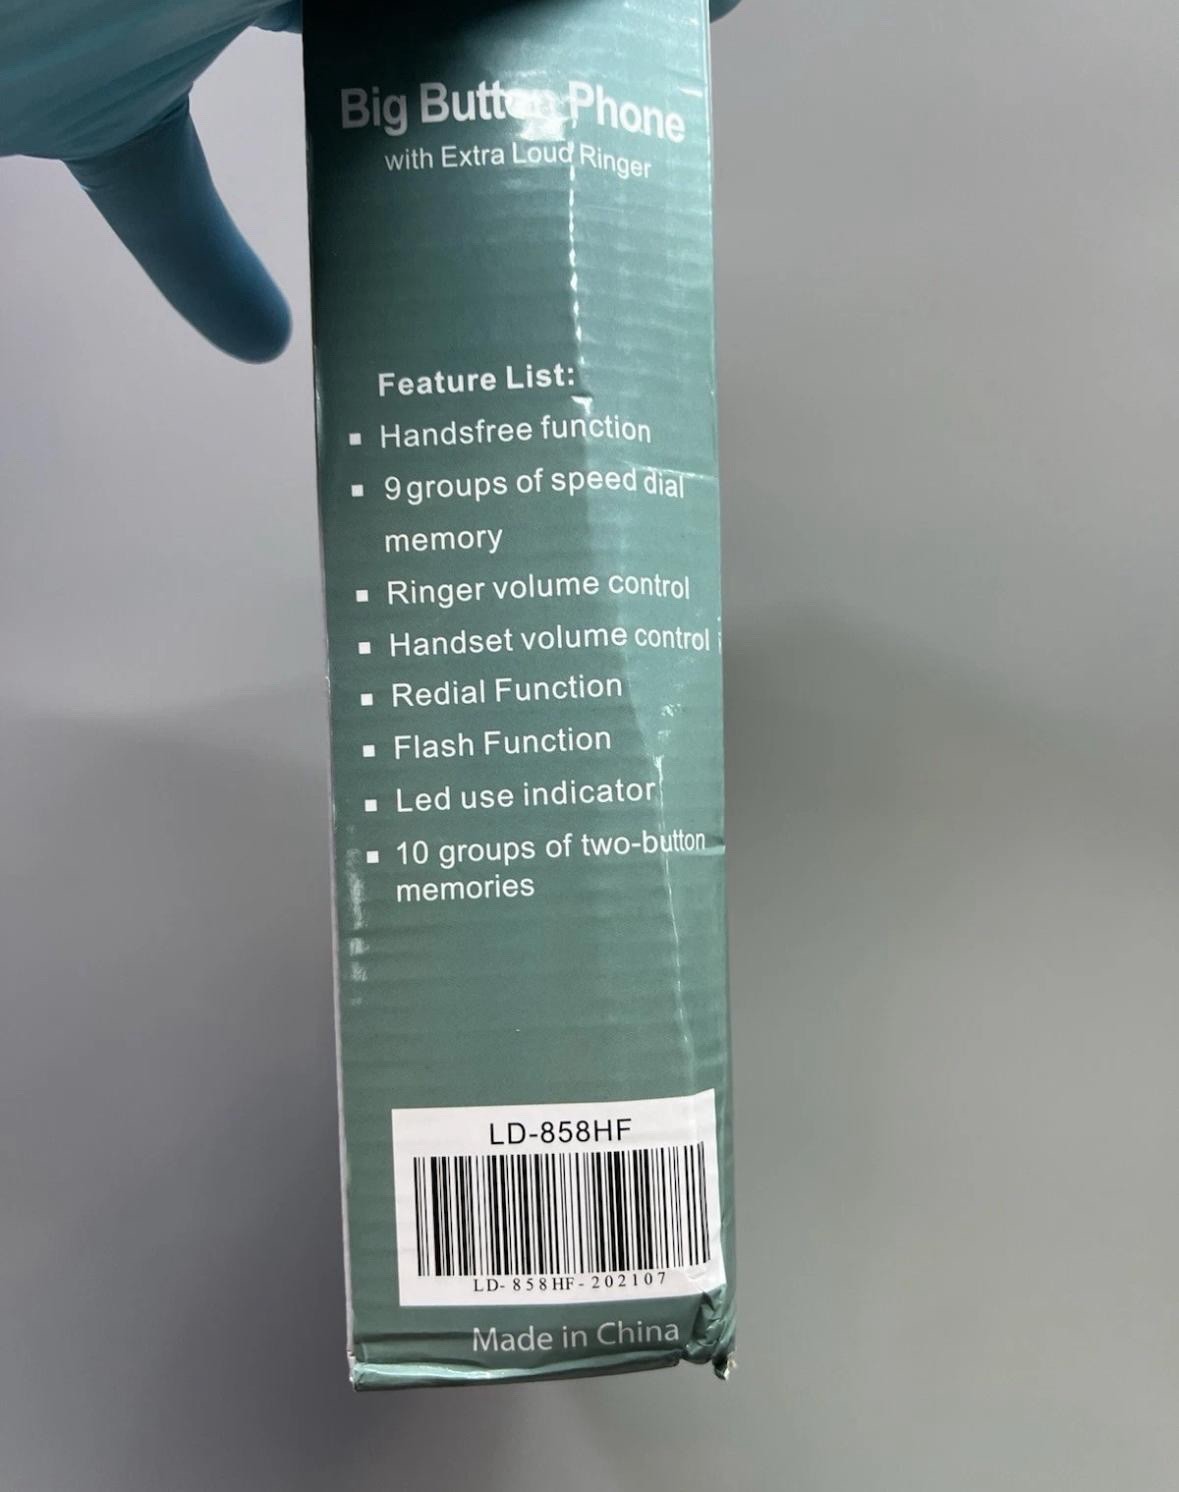 Big Button Phone
with Extra Loud Ringer
Feature List:
▪ Handsfree function
▪ 9 groups of speed dial
memory
▪ Ringer volume control
▪ Handset volume control
▪ Redial Function
▪ Flash Function
▪ Led use indicator
▪ 10 groups of two-button
memories
LD-858HF
LD-858HF-202107
Made in China